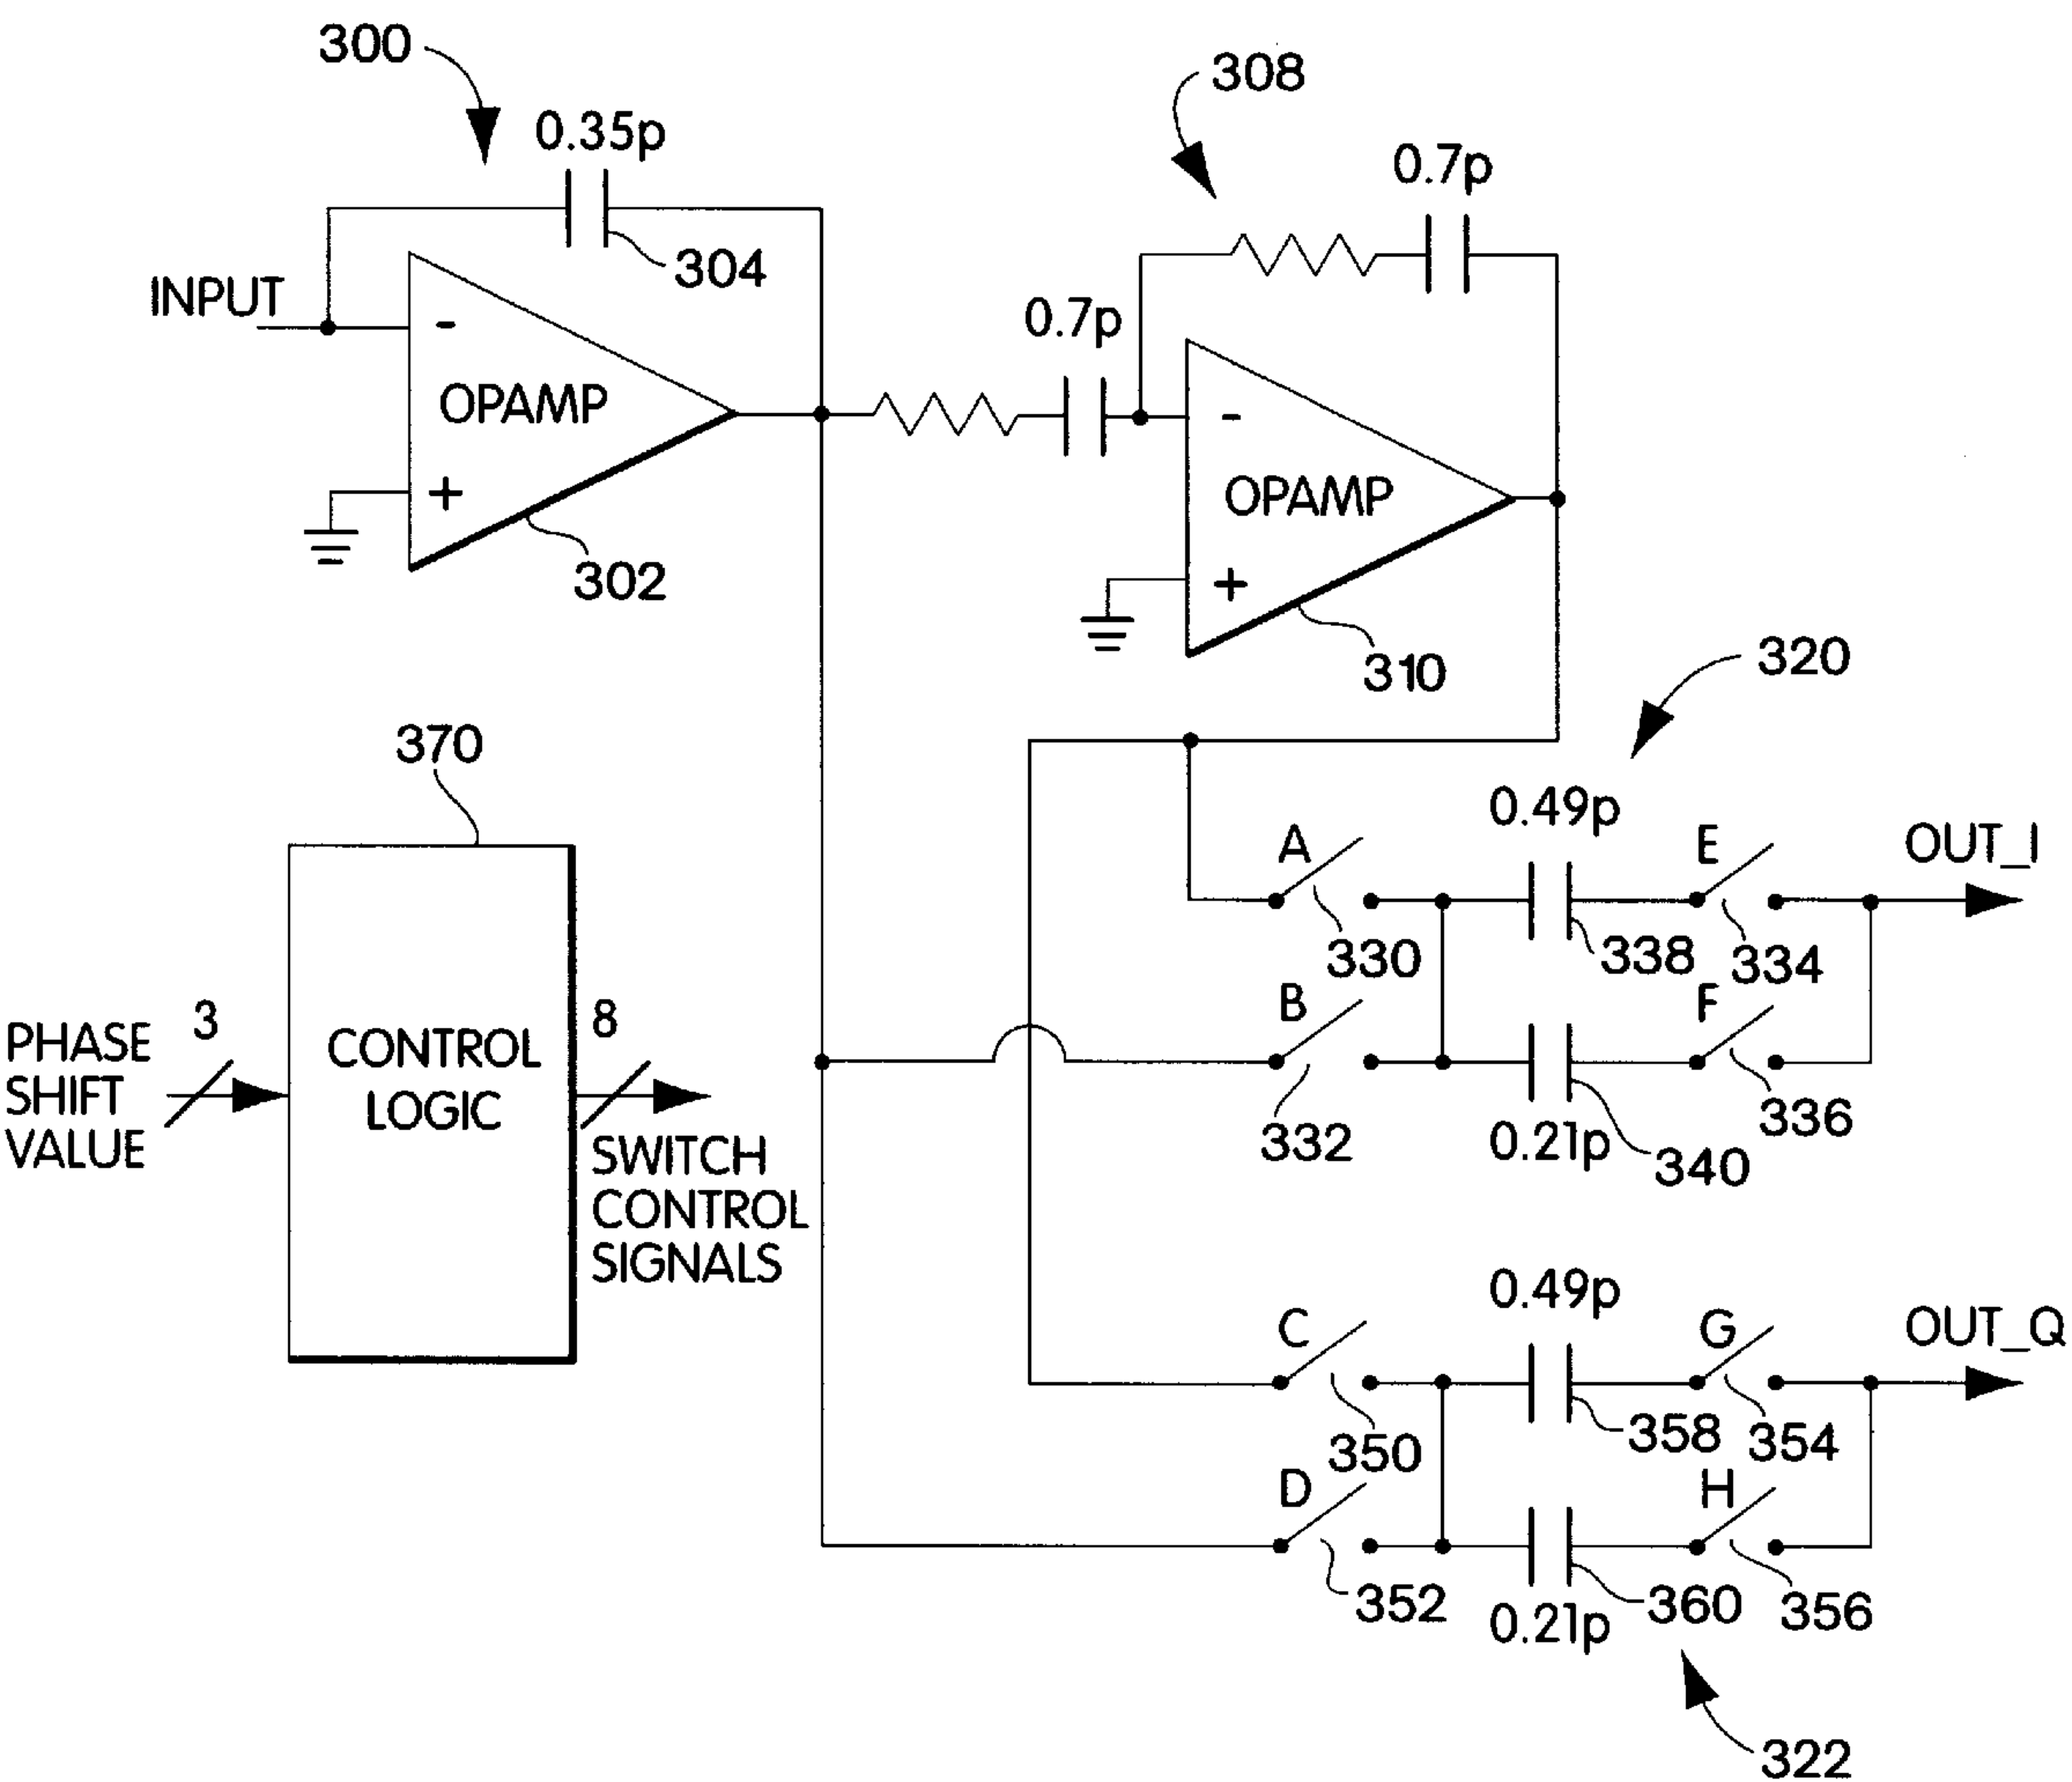 300
308
0.35p
0.7p
304
INPUT
0.7p
-
-
OPAMP
OPAMP
+
+
302
310
320
370
0.49p
A
E
OUT_I
330
338
334
B
F
3
8
PHASE
SHIFT
VALUE
CONTROL
LOGIC
332
0.21p
340
336
SWITCH
CONTROL
SIGNALS
0.49p
C
G
OUT_Q
350
358
354
D
H
352
0.21p
360
356
322